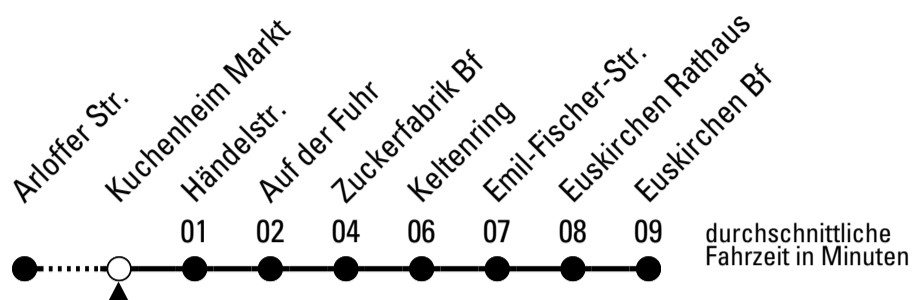 Arloffer Str.
Kuchenheim Markt
Händelstr.
Auf der Fuhr
Zuckerfabrik Bf
Keltenring
Emil-Fischer-Str.
Euskirchen Rathaus
Euskirchen Bf
01 02 04 06 07 08 09
durchschnittliche
Fahrzeit in Minuten